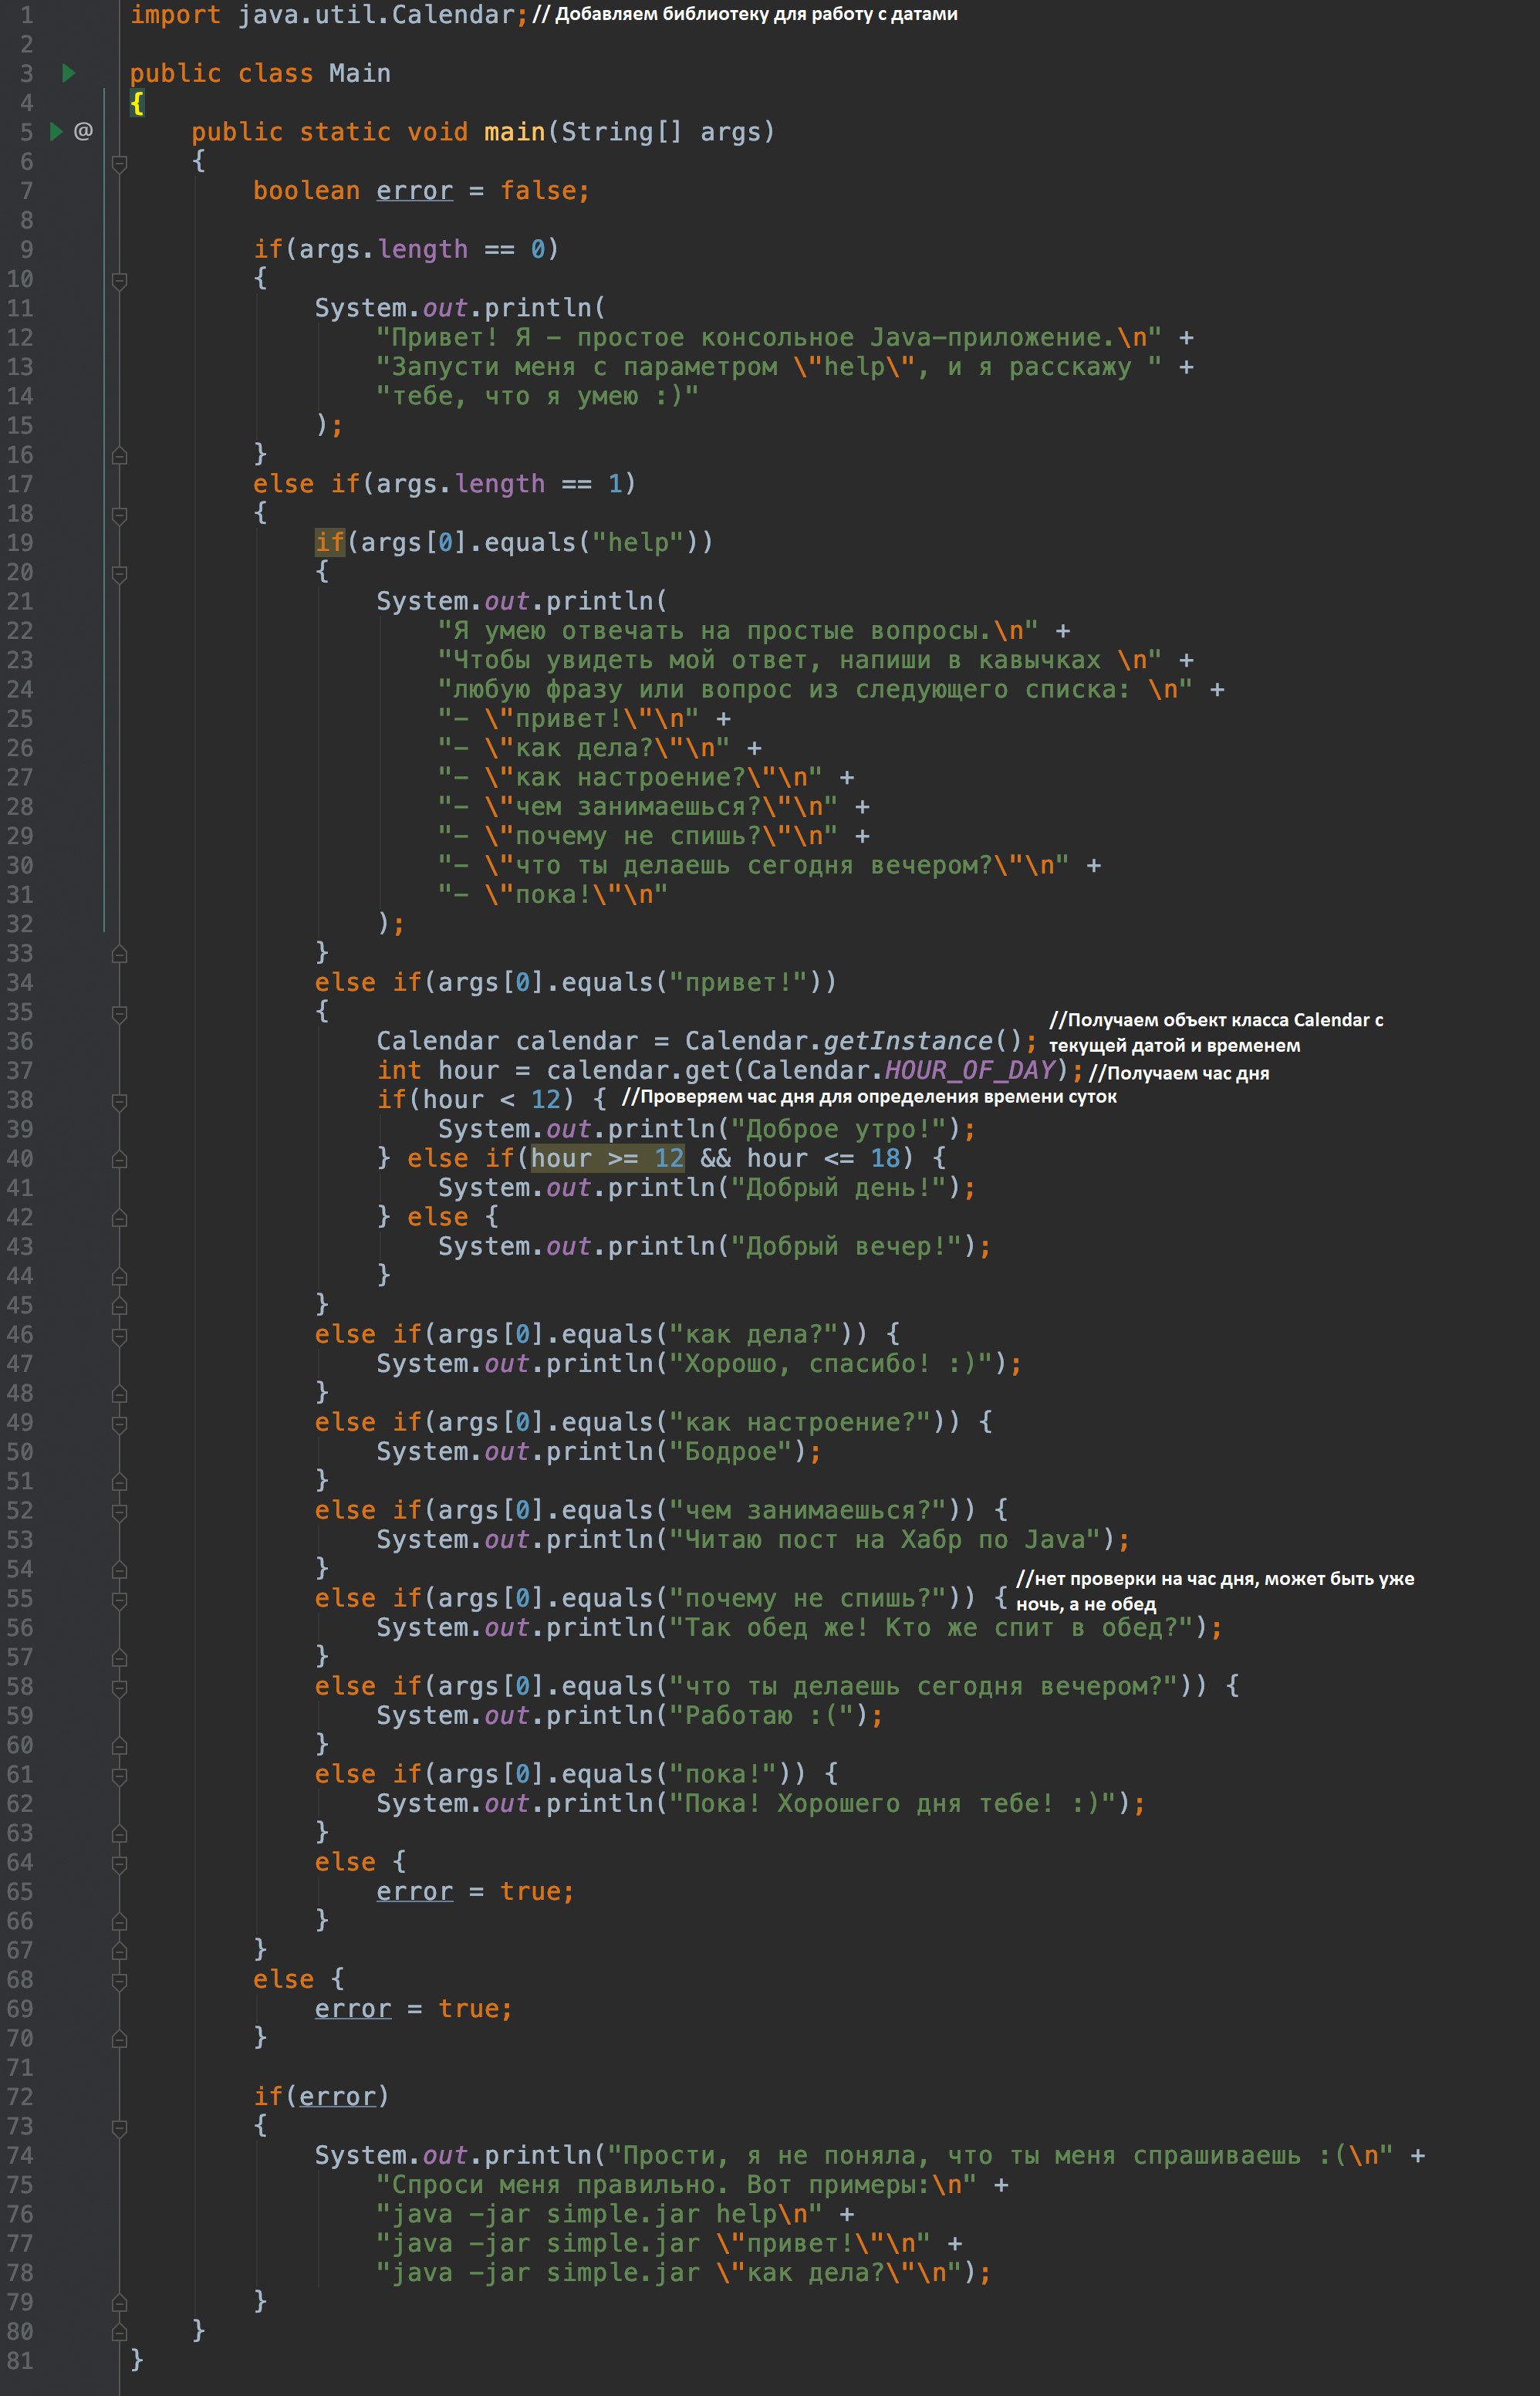 1 import java.util.Calendar; // Добавляем библиотеку для работу с датами
2
3 public class Main
4 {
5 @ public static void main(String[] args)
6 {
7 boolean error = false;
8
9 if(args.length == 0)
10 {
11 System.out.println(
12 "Привет! Я – простое консольное Java–приложение.\n" +
13 "Запусти меня с параметром \"help\", и я расскажу " +
14 "тебе, что я умею :)"
15 );
16 }
17 else if(args.length == 1)
18 {
19 if(args[0].equals("help"))
20 {
21 System.out.println(
22 "Я умею отвечать на простые вопросы.\n" +
23 "Чтобы увидеть мой ответ, напиши в кавычках \n" +
24 "любую фразу или вопрос из следующего списка: \n" +
25 "– \"привет!\"\n" +
26 "– \"как дела?\"\n" +
27 "– \"как настроение?\"\n" +
28 "– \"чем занимаешься?\"\n" +
29 "– \"почему не спишь?\"\n" +
30 "– \"что ты делаешь сегодня вечером?\"\n" +
31 "– \"пока!\"\n"
32 );
33 }
34 else if(args[0].equals("привет!"))
35 {
36 Calendar calendar = Calendar.getInstance(); //Получаем объект класса Calendar с
текущей датой и временем
37 int hour = calendar.get(Calendar.HOUR_OF_DAY); //Получаем час дня
38 if(hour < 12) { //Проверяем час дня для определения времени суток
39 System.out.println("Доброе утро!");
40 } else if(hour >= 12 && hour <= 18) {
41 System.out.println("Добрый день!");
42 } else {
43 System.out.println("Добрый вечер!");
44 }
45 }
46 else if(args[0].equals("как дела?")) {
47 System.out.println("Хорошо, спасибо! :)");
48 }
49 else if(args[0].equals("как настроение?")) {
50 System.out.println("Бодрое");
51 }
52 else if(args[0].equals("чем занимаешься?")) {
53 System.out.println("Читаю пост на Хабр по Java");
54 }
55 else if(args[0].equals("почему не спишь?")) { //нет проверки на час дня, может быть уже
ночь, а не обед
56 System.out.println("Так обед же! Кто же спит в обед?");
57 }
58 else if(args[0].equals("что ты делаешь сегодня вечером?")) {
59 System.out.println("Работаю :(");
60 }
61 else if(args[0].equals("пока!")) {
62 System.out.println("Пока! Хорошего дня тебе! :)");
63 }
64 else {
65 error = true;
66 }
67 }
68 else {
69 error = true;
70 }
71
72 if(error)
73 {
74 System.out.println("Прости, я не поняла, что ты меня спрашиваешь :(\n" +
75 "Спроси меня правильно. Вот примеры:\n" +
76 "java –jar simple.jar help\n" +
77 "java –jar simple.jar \"привет!\"\n" +
78 "java –jar simple.jar \"как дела?\"\n");
79 }
80 }
81 }